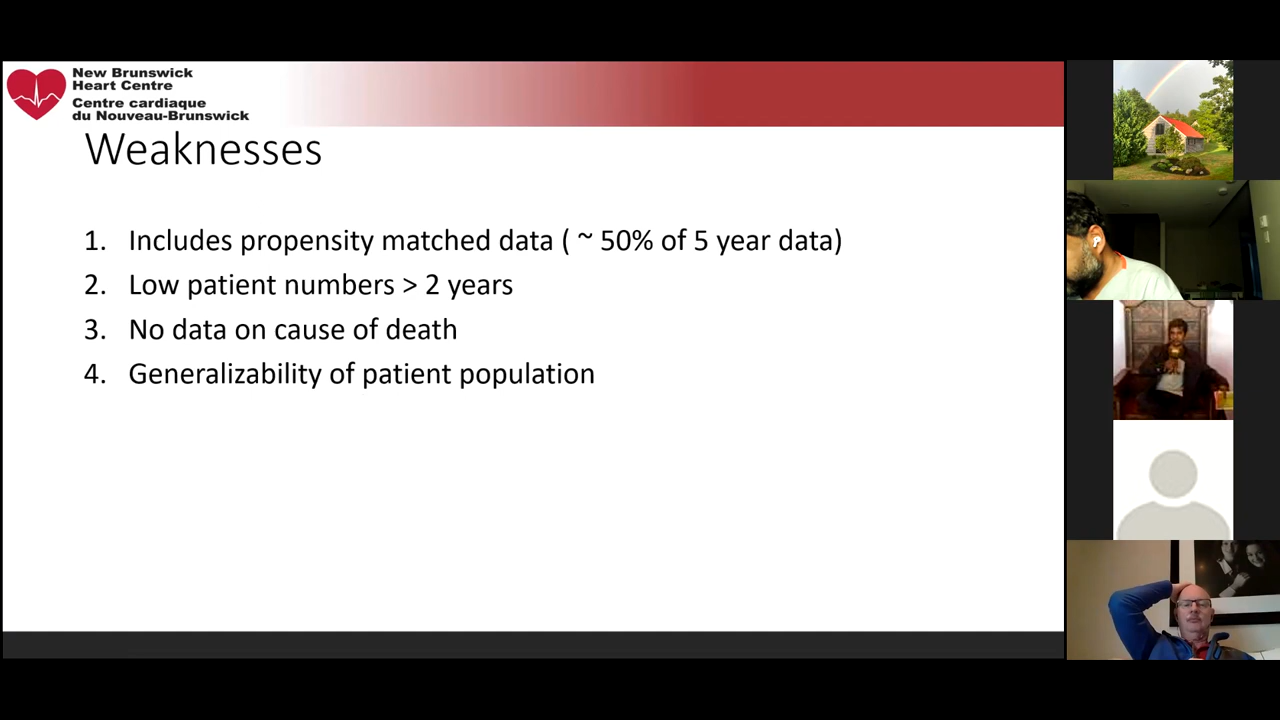 New Brunswick
Heart Centre
Centre cardiaque
du Nouveau-Brunswick
Weaknesses
1. Includes propensity matched data ( ~ 50% of 5 year data)
2. Low patient numbers > 2 years
3. No data on cause of death
4. Generalizability of patient population